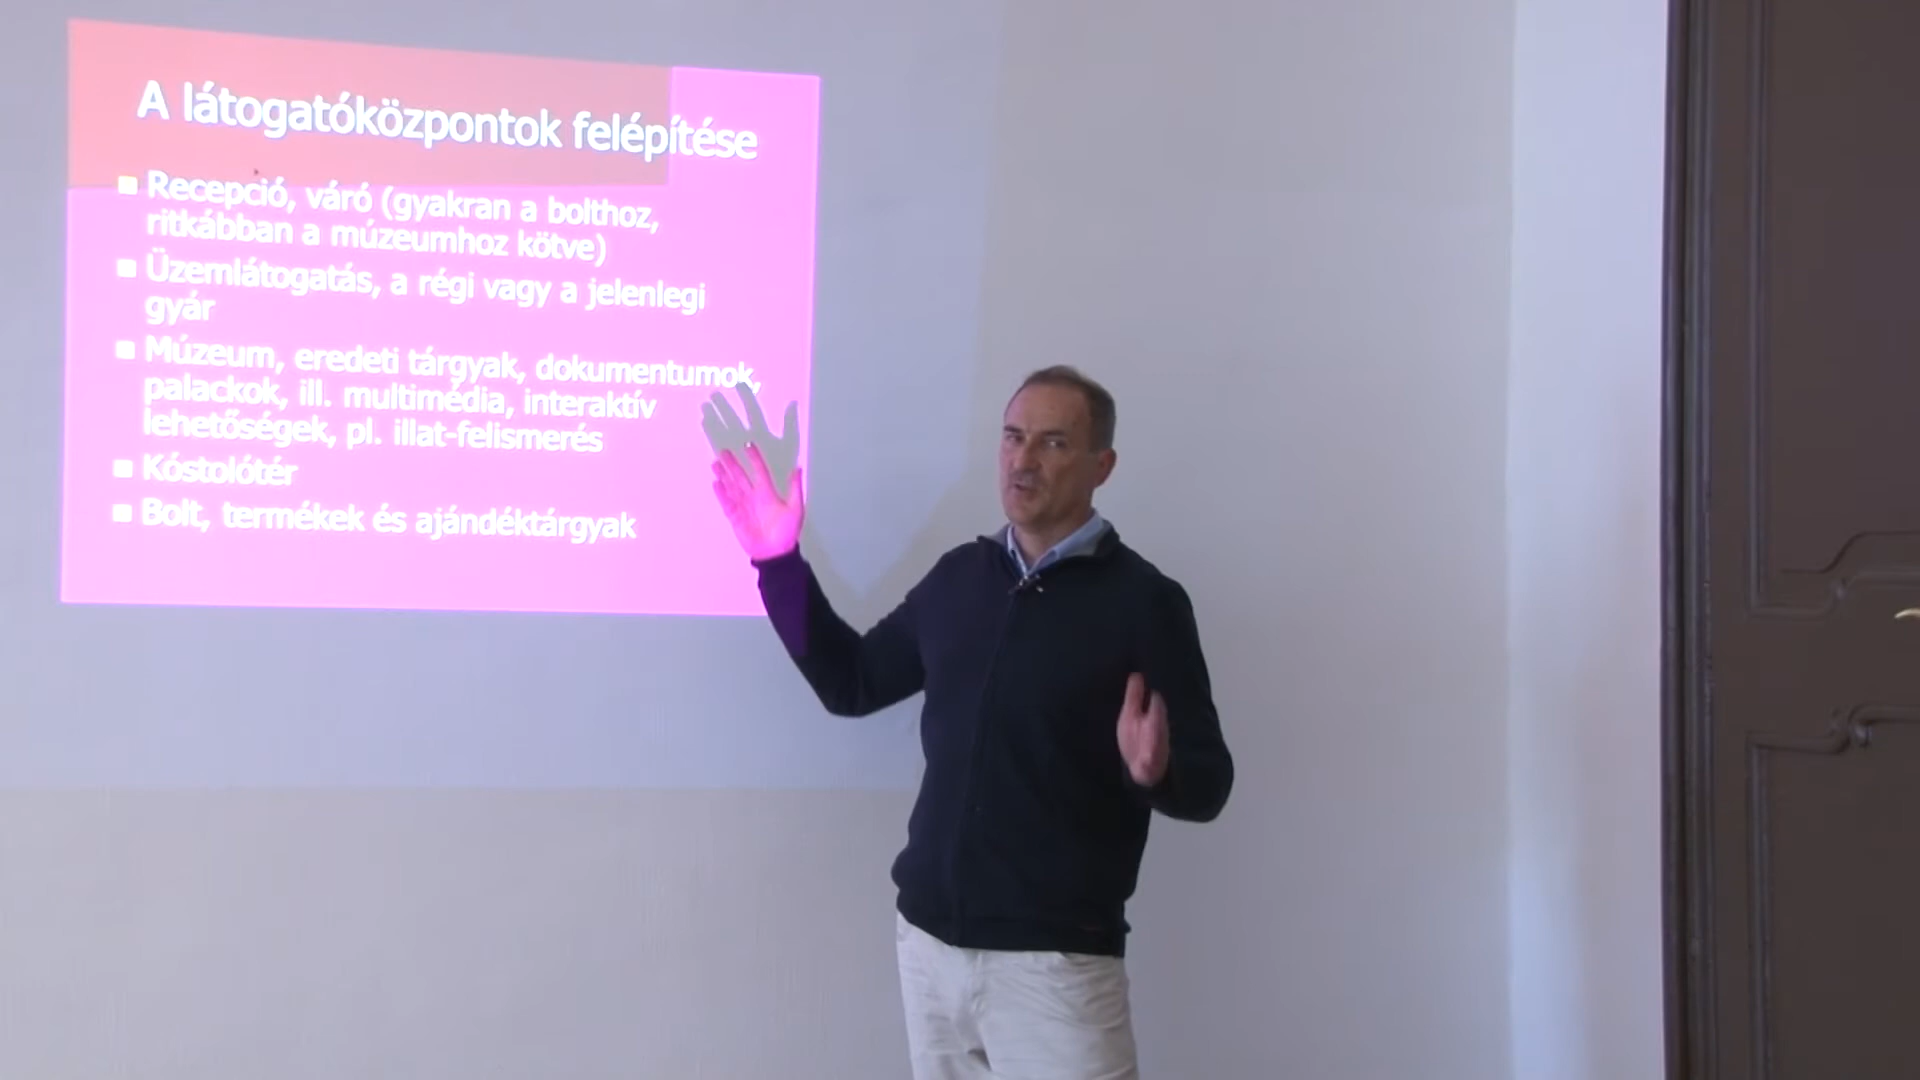 A látogatóközpontok felépítése
Recepció, váró (gyakran a bolthoz,
ritkábban a múzeumhoz kötve)
Üzemlátogatás, a régi vagy a jelenlegi
gyár
Múzeum, eredeti tárgyak, dokumentumok,
palackok, ill. multimédia, interaktív
lehetőségek, pl. illat-felismerés
Kóstolótér
Bolt, termékek és ajándéktárgyak